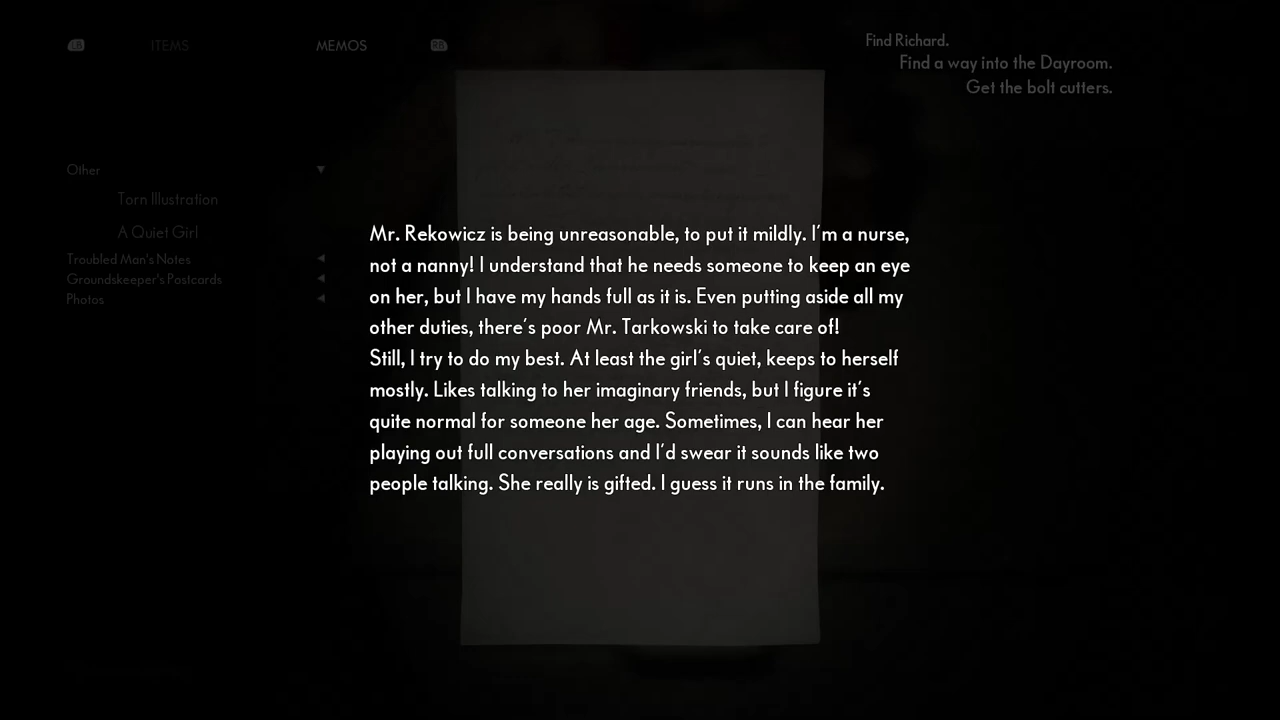 LB
ITEMS
MEMOS
RB
Find Richard.
Find a way into the Dayroom.
Get the bolt cutters.
Other
Torn Illustration
A Quiet Girl
Troubled Man's Notes
Groundskeeper's Postcards
Photos
Mr. Rekowicz is being unreasonable, to put it mildly. I'm a nurse,
not a nanny! I understand that he needs someone to keep an eye
on her, but I have my hands full as it is. Even putting aside all my
other duties, there's poor Mr. Tarkowski to take care of!
Still, I try to do my best. At least the girl's quiet, keeps to herself
mostly. Likes talking to her imaginary friends, but I figure it's
quite normal for someone her age. Sometimes, I can hear her
playing out full conversations and I'd swear it sounds like two
people talking. She really is gifted. I guess it runs in the family.